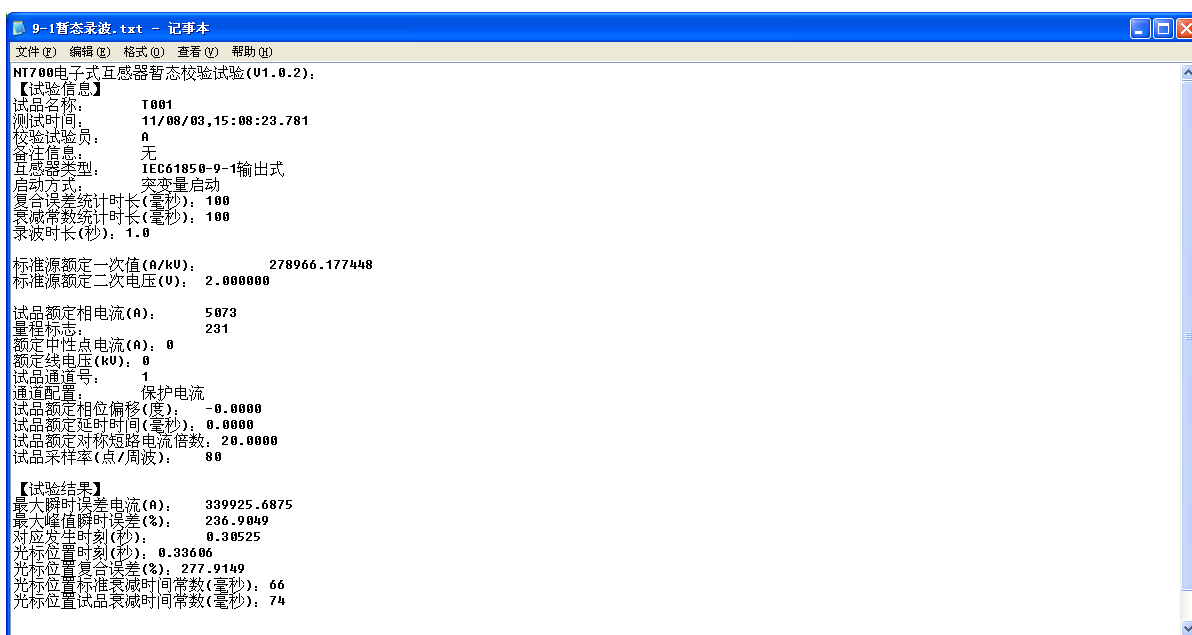 9-1暂态录波.txt - 记事本
文件(F) 编辑(E) 格式(O) 查看(V) 帮助(H)
NT700电子式互感器暂态校验试验(V1.0.2):
【试验信息】
试品名称: T001
测试时间: 11/08/03,15:08:23.781
校验试验员: A
备注信息: 无
互感器类型: IEC61850-9-1输出式
启动方式: 突变量启动
复合误差统计时长(毫秒): 100
衰减常数统计时长(毫秒): 100
录波时长(秒): 1.0
标准源额定一次值(A/kV): 278966.177448
标准源额定二次电压(V): 2.000000
试品额定相电流(A): 5073
量程标志: 231
额定中性点电流(A): 0
额定线电压(kV): 0
试品通道号: 1
通道配置: 保护电流
试品额定相位偏移(度): -0.0000
试品额定延时时间(毫秒): 0.0000
试品额定对称短路电流倍数: 20.0000
试品采样率(点/周波): 80
【试验结果】
最大瞬时误差电流(A): 339925.6875
最大峰值瞬时误差(%): 236.9049
对应发生时刻(秒): 0.30525
光标位置时刻(秒): 0.33606
光标位置复合误差(%): 277.9149
光标位置标准衰减时间常数(毫秒): 66
光标位置试品衰减时间常数(毫秒): 74